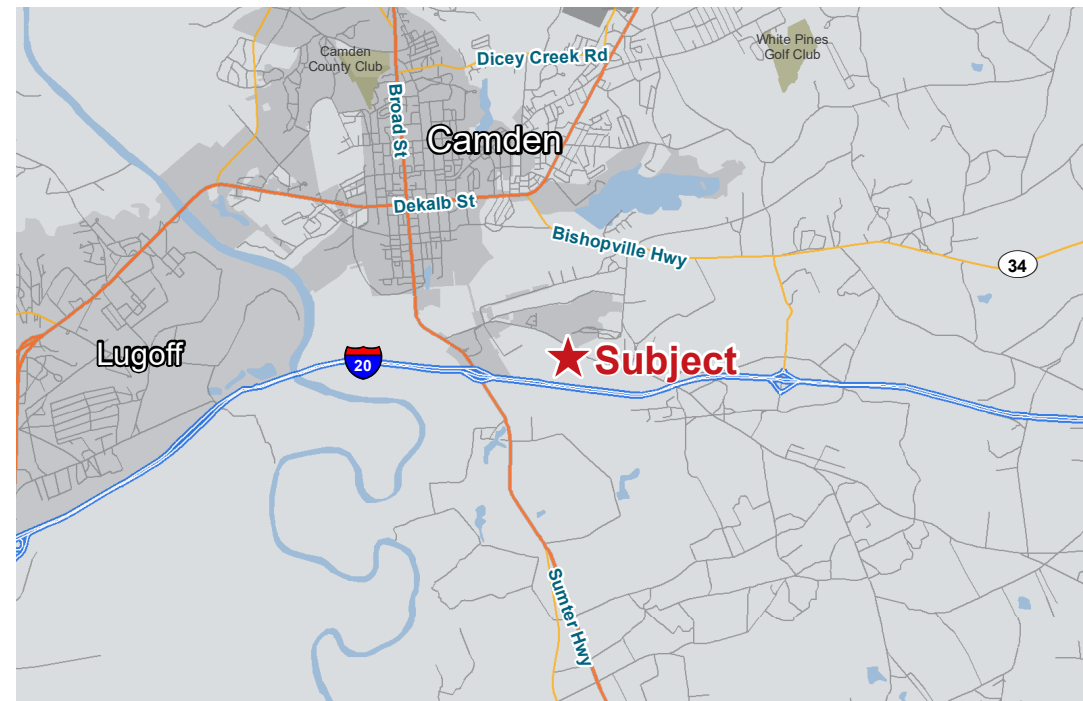 Camden
County Club
Dicey Creek Rd
White Pines
Golf Club
Broad St
Camden
Dekalb St
Bishopville Hwy
34
Lugoff
20
Subject
Sumter Hwy